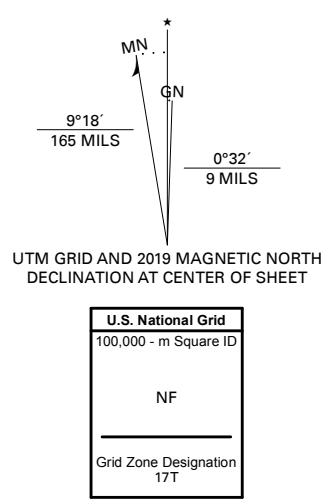 ★
MN
GN
9°18´
165 MILS
0°32´
9 MILS
UTM GRID AND 2019 MAGNETIC NORTH
DECLINATION AT CENTER OF SHEET
U.S. National Grid
100,000 - m Square ID
NF
Grid Zone Designation
17T